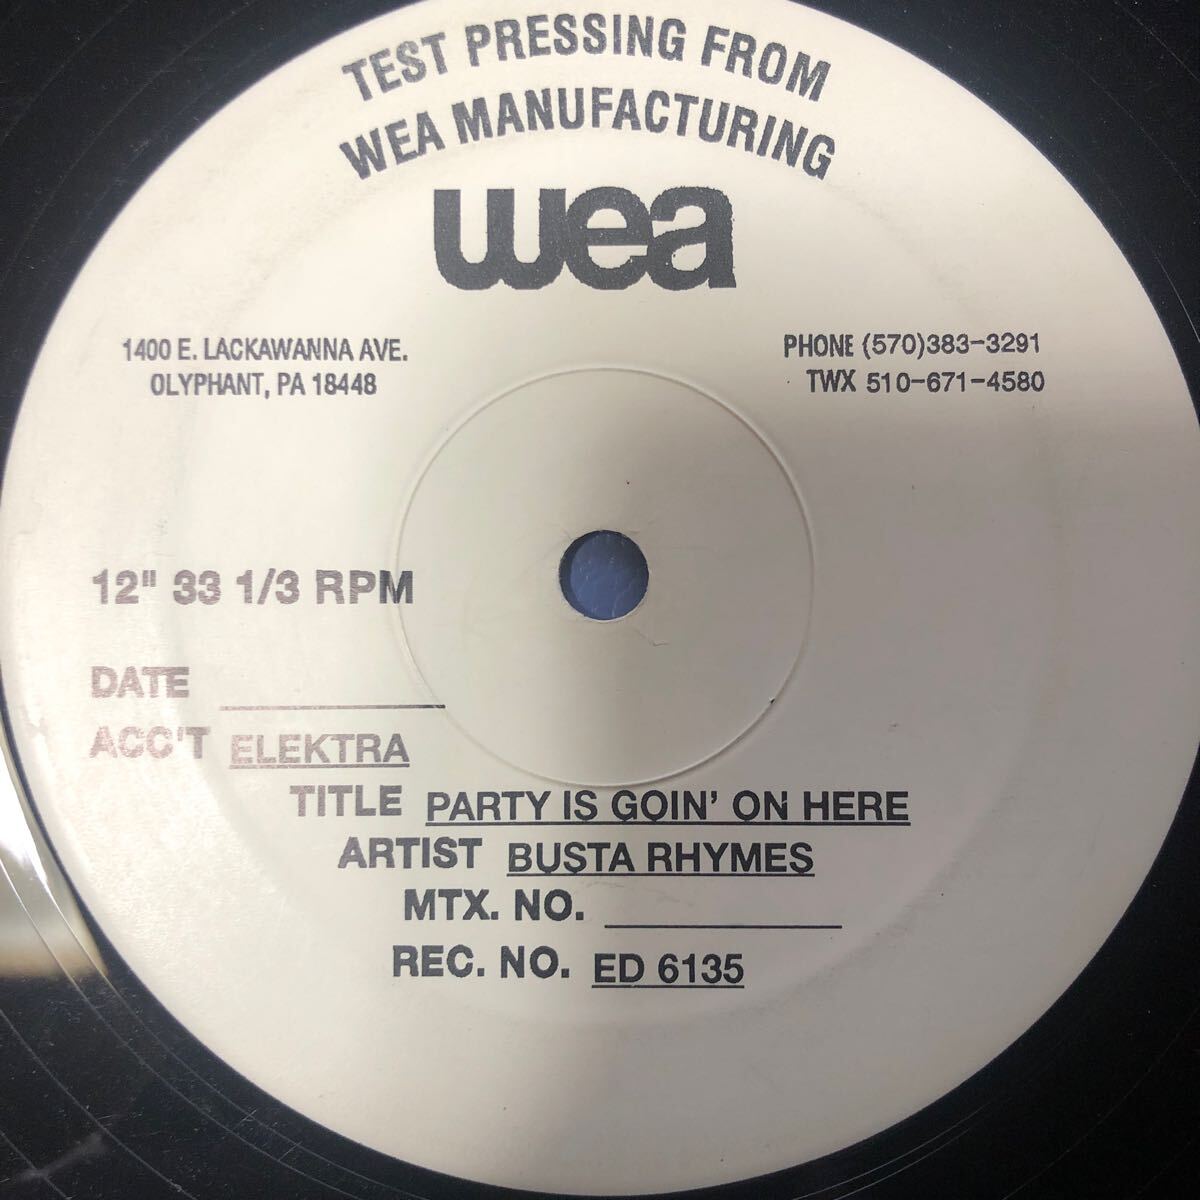 TEST PRESSING FROM
WEA MANUFACTURING
wea
1400 E. LACKAWANNA AVE.
OLYPHANT, PA 18448
PHONE (570)383-3291
TWX 510-671-4580
12" 33 1/3 RPM
DATE
ACC'T ELEKTRA
TITLE PARTY IS GOIN' ON HERE
ARTIST BUSTA RHYMES
MTX. NO.
REC. NO. ED 6135